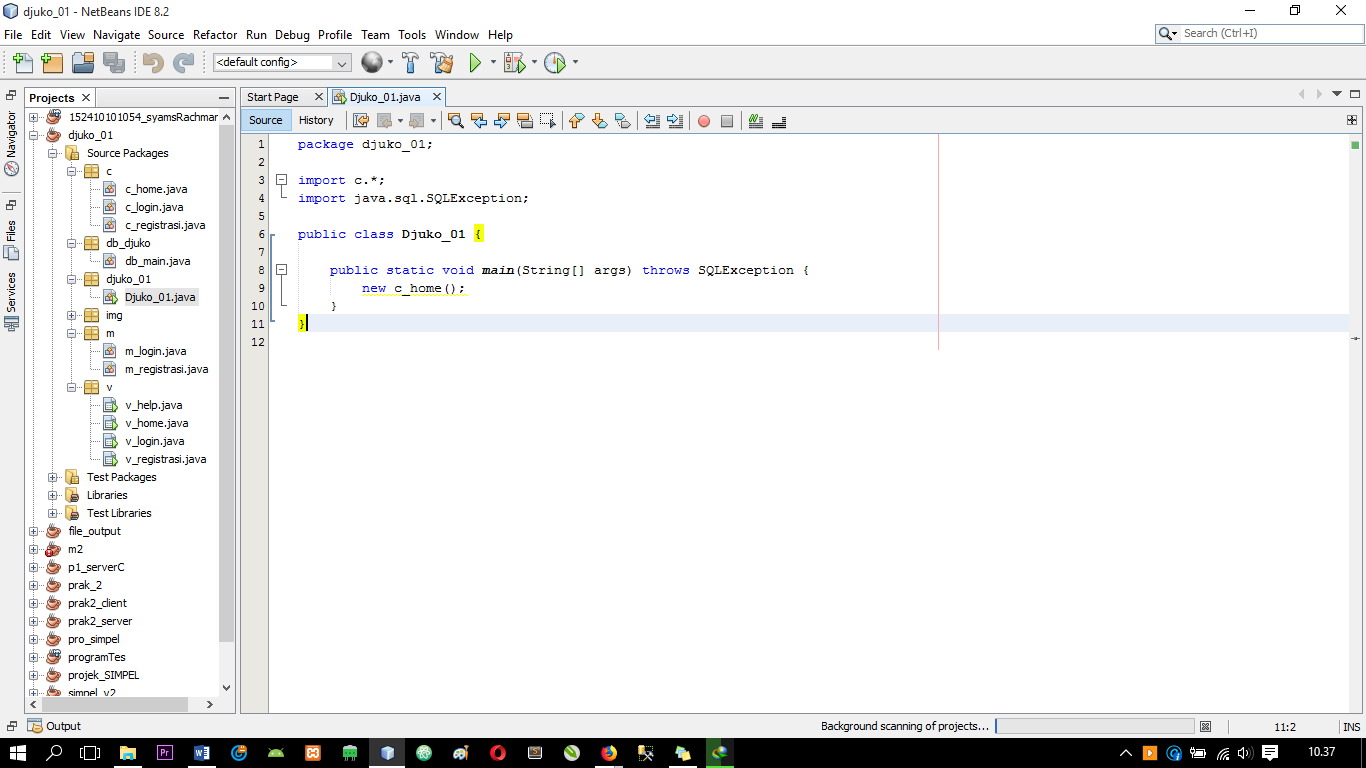 djuko_01 - NetBeans IDE 8.2
File Edit View Navigate Source Refactor Run Debug Profile Team Tools Window Help
Search (Ctrl+I)
<default config>
Navigator
Files
Services
Projects
152410101054_syamsRachmar
djuko_01
Source Packages
c
c_home.java
c_login.java
c_registrasi.java
db_djuko
db_main.java
djuko_01
Djuko_01.java
img
m
m_login.java
m_registrasi.java
v
v_help.java
v_home.java
v_login.java
v_registrasi.java
Test Packages
Libraries
Test Libraries
file_output
m2
p1_serverC
prak_2
prak2_client
prak2_server
pro_simpel
programTes
projek_SIMPEL
simpel_v2
Start Page Djuko_01.java
Source History
1 package djuko_01;
2
3 import c.*;
4 import java.sql.SQLException;
5
6 public class Djuko_01 {
7
8 public static void main(String[] args) throws SQLException {
9 new c_home();
10 }
11 }
12
Output
Background scanning of projects...
11:2 INS
Pr
10.37